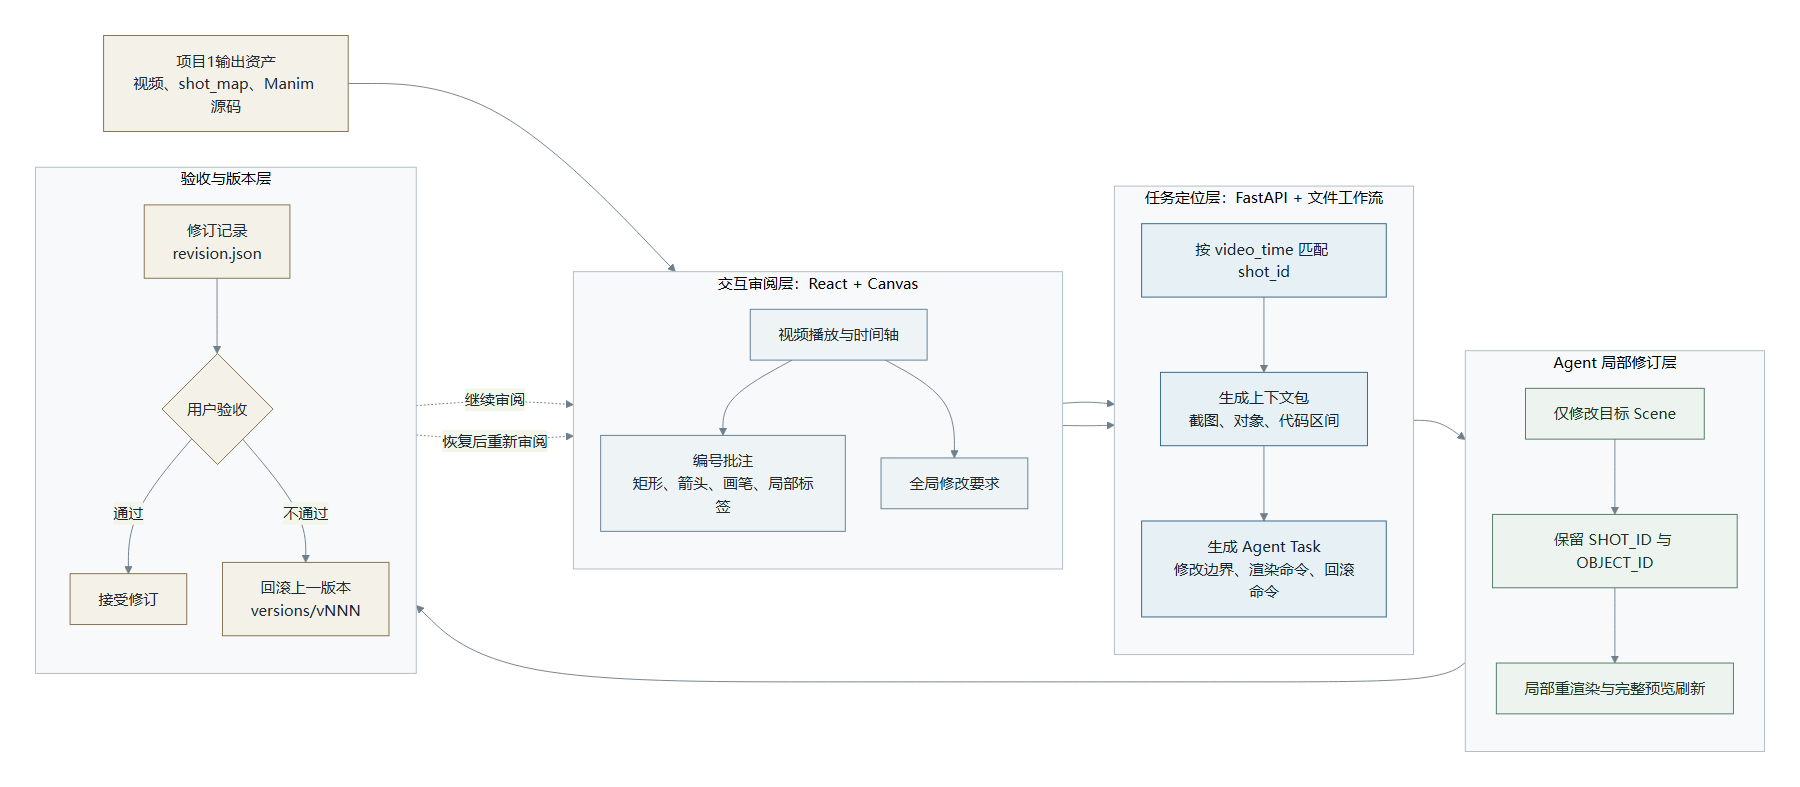 项目1输出资产
视频、shot_map、Manim
源码
验收与版本层
修订记录
revision.json
用户验收
通过
不通过
接受修订
回滚上一版本
versions/vNNN
继续审阅
恢复后重新审阅
交互审阅层：React + Canvas
视频播放与时间轴
编号批注
矩形、箭头、画笔、局部标
签
全局修改要求
任务定位层：FastAPI + 文件工作流
按 video_time 匹配
shot_id
生成上下文包
截图、对象、代码区间
生成 Agent Task
修改边界、渲染命令、回滚
命令
Agent 局部修订层
仅修改目标 Scene
保留 SHOT_ID 与
OBJECT_ID
局部重渲染与完整预览刷新